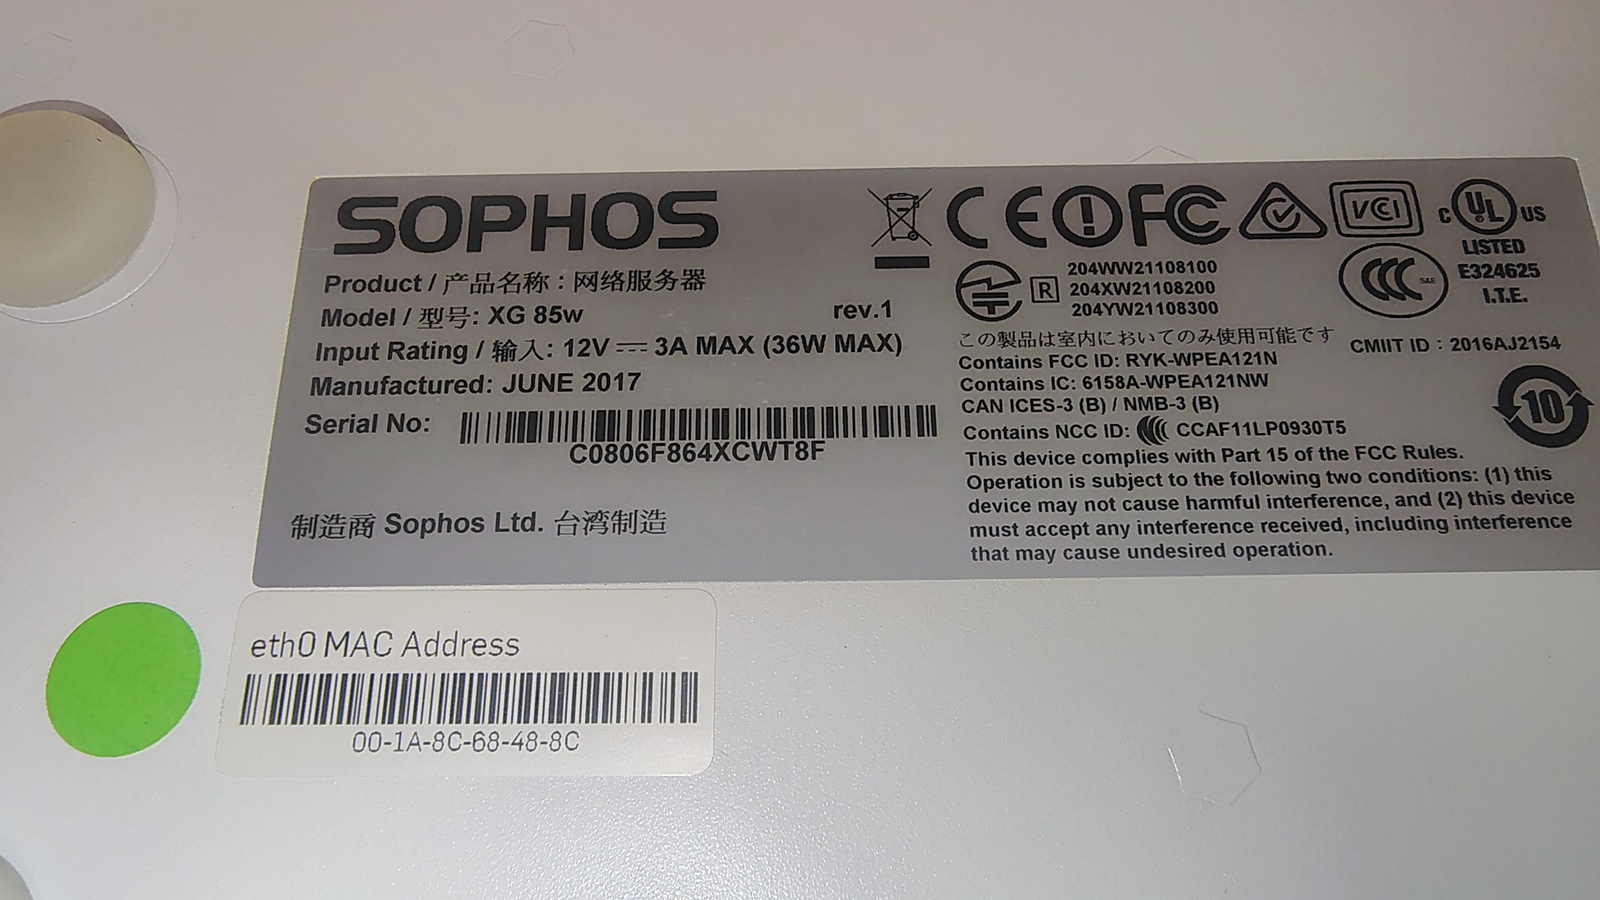 SOPHOS
Product / 产品名称：网络服务器
Model / 型号: XG 85w rev.1
Input Rating / 输入: 12V ⎓ 3A MAX (36W MAX)
Manufactured: JUNE 2017
Serial No:
C0806F864XCWT8F
制造商 Sophos Ltd. 台湾制造
CE FC VCCI
C UL US
LISTED
E324625
I.T.E.
CCC S&E
R
204WW21108100
204XW21108200
204YW21108300
この製品は室内においてのみ使用可能です
CMIIT ID：2016AJ2154
Contains FCC ID: RYK-WPEA121N
Contains IC: 6158A-WPEA121NW
CAN ICES-3 (B) / NMB-3 (B)
Contains NCC ID: CCAF11LP0930T5
10
This device complies with Part 15 of the FCC Rules.
Operation is subject to the following two conditions: (1) this
device may not cause harmful interference, and (2) this device
must accept any interference received, including interference
that may cause undesired operation.
eth0 MAC Address
00-1A-8C-68-48-8C